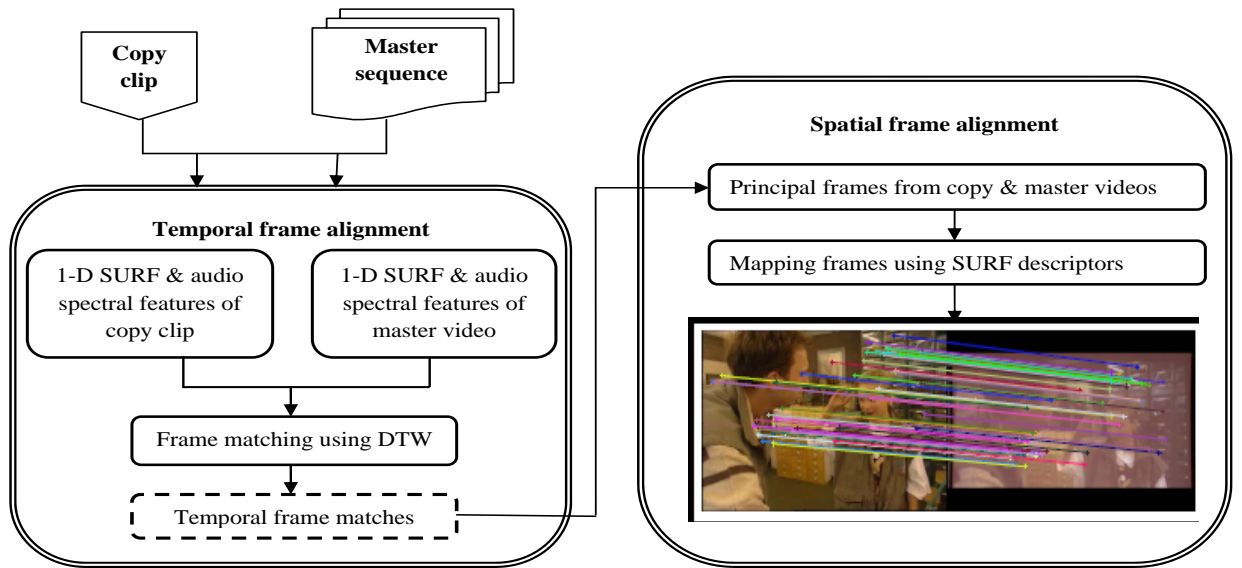 Copy
clip
Master
sequence
Temporal frame alignment
1-D SURF & audio
spectral features of
copy clip
1-D SURF & audio
spectral features of
master video
Frame matching using DTW
Temporal frame matches
Spatial frame alignment
Principal frames from copy & master videos
Mapping frames using SURF descriptors